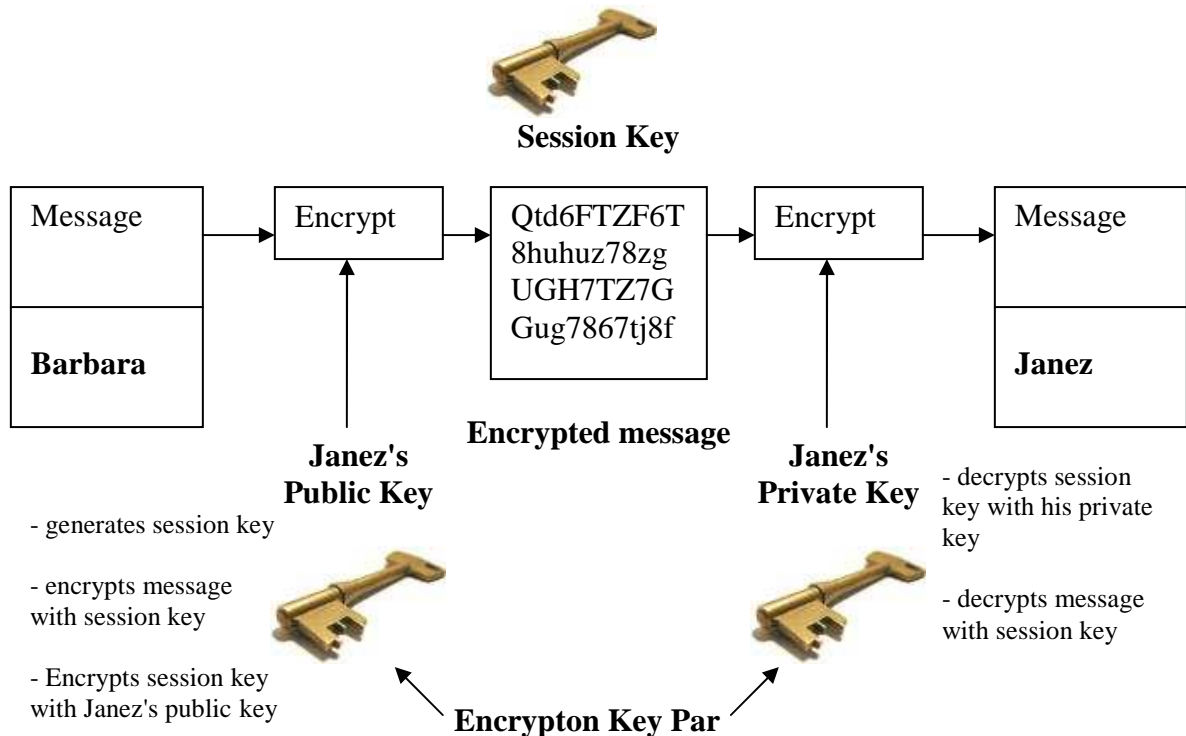 Session Key
Message
Encrypt
Qtd6FTZF6T
8huhuz78zg
UGH7TZ7G
Gug7867tj8f
Encrypt
Message
Barbara
Janez
Encrypted message
Janez's
Public Key
Janez's
Private Key
- generates session key
- encrypts message
with session key
- Encrypts session key
with Janez's public key
- decrypts session
key with his private
key
- decrypts message
with session key
Encrypton Key Par